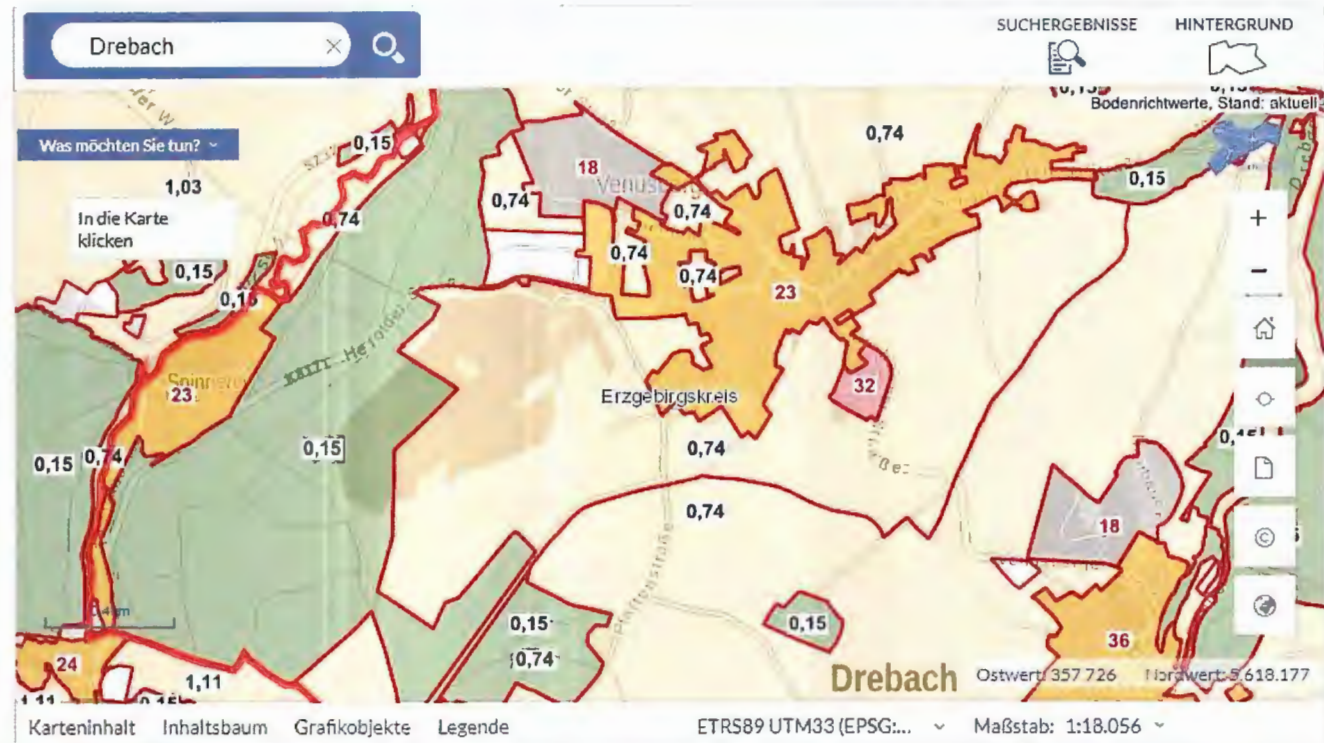 Drebach
SUCHERGEBNISSE
HINTERGRUND
Bodenrichtwerte, Stand: aktuell
Was möchten Sie tun?
In die Karte
klicken
0,15
0,74
18
1,03
0,74
0,15
0,74
0,74
0,74
Venusberg
0,15
0,74
0,74
23
32
23
Erzgebirgskreis
0,15
0,74
0,15
0,74
0,74
18
0,15
0,15
0,74
36
24
1,11
Drebach
Ostwert: 357 726
Nordwert: 5.618.177
Karteninhalt
Inhaltsbaum
Grafikobjekte
Legende
ETRS89 UTM33 (EPSG:...
Maßstab: 1:18.056